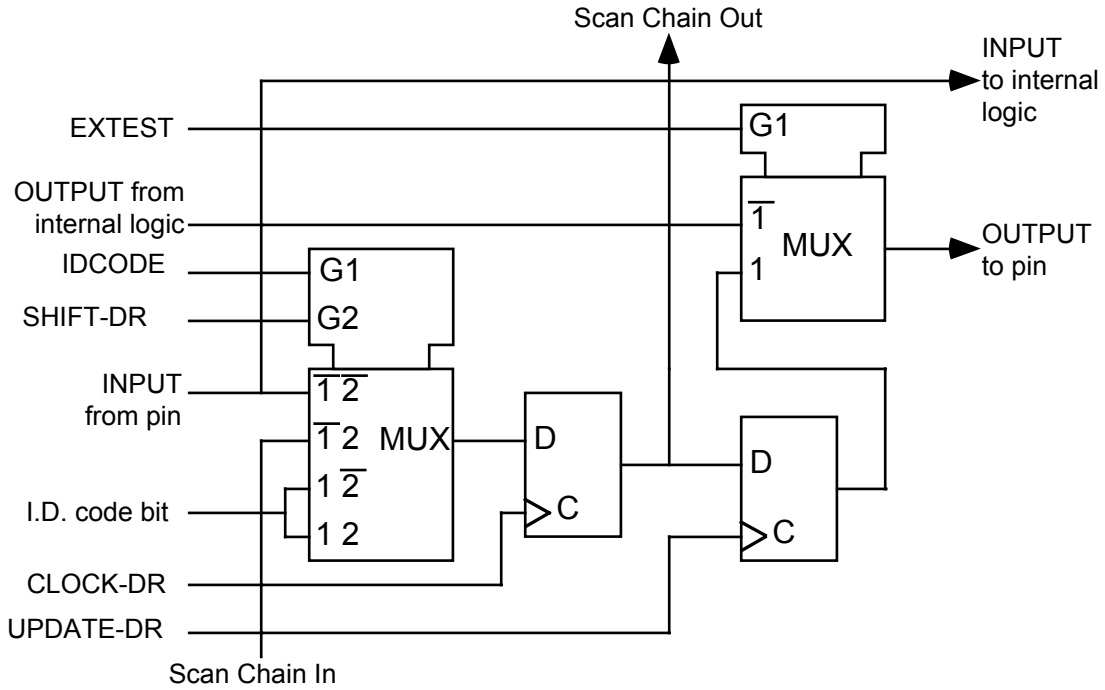 Scan Chain Out
INPUT
to internal
logic
EXTEST
G1
OUTPUT from
internal logic
1̅
MUX
1
OUTPUT
to pin
IDCODE
G1
SHIFT-DR
G2
INPUT
from pin
1̅ 2̅
1̅ 2
MUX
1 2̅
1 2
I.D. code bit
D
C
D
C
CLOCK-DR
UPDATE-DR
Scan Chain In